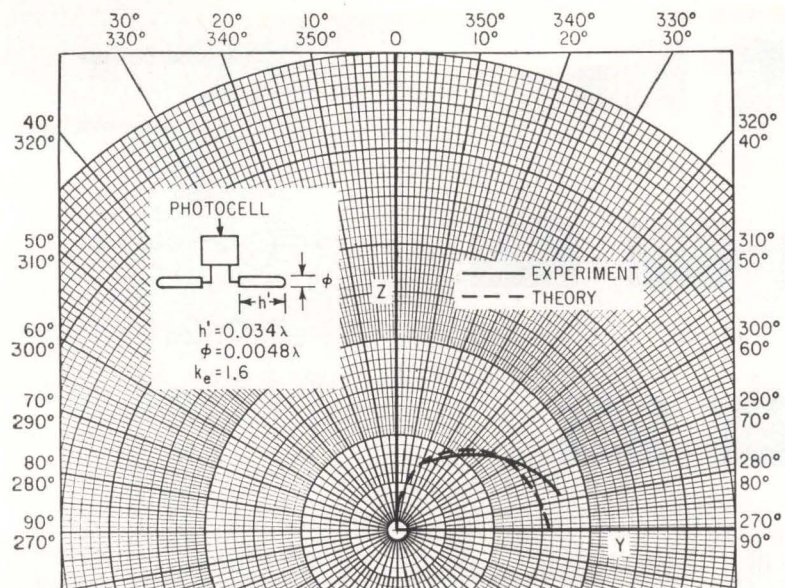 30° 20° 10° 350° 340° 330°
330° 340° 350° 0 10° 20° 30°
40°
320°
320°
40°
PHOTOCELL
50°
310°
310°
50°
EXPERIMENT
THEORY
φ
h'
Z
h'=0.034λ
φ=0.0048λ
k_e=1.6
60°
300°
300°
60°
70°
290°
290°
70°
80°
280°
280°
80°
90°
270°
270°
90°
Y